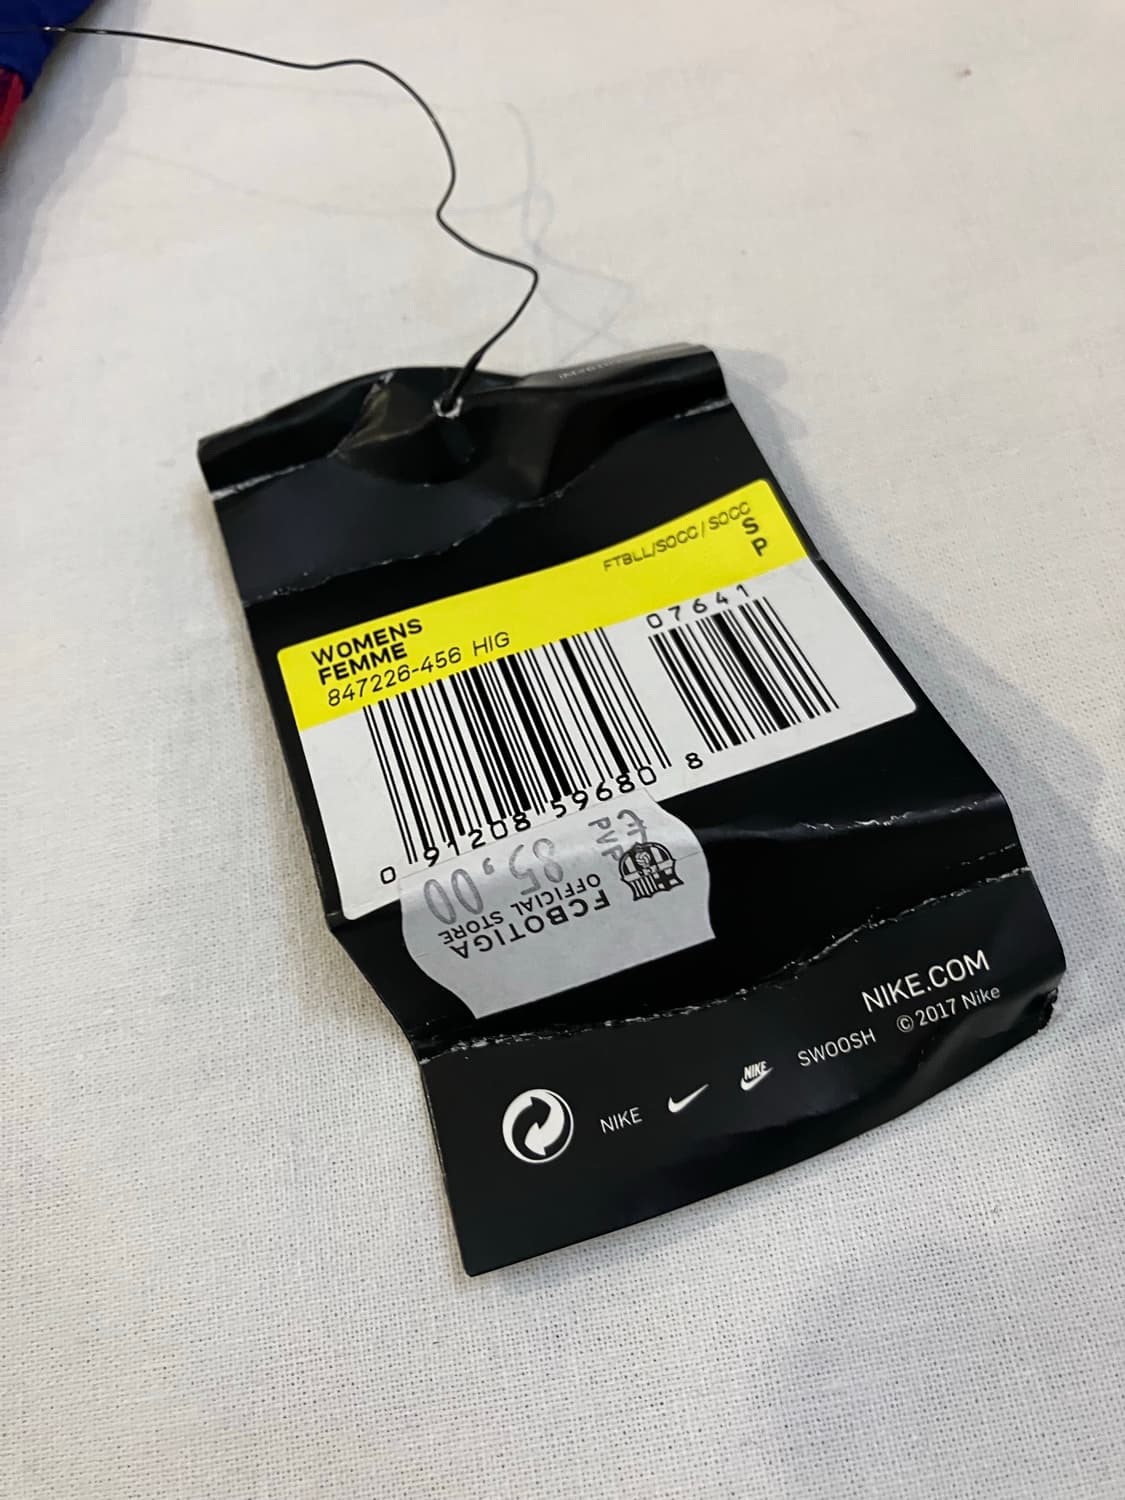 FTBLL/SOCC/SOCC
S
P
WOMENS
FEMME
847226-456 HIG
07641
0 91208 59680 8
FCBOTIGA
OFFICIAL STORE
85,00
PVP
NIKE.COM
NIKE
NIKE
SWOOSH
© 2017 Nike